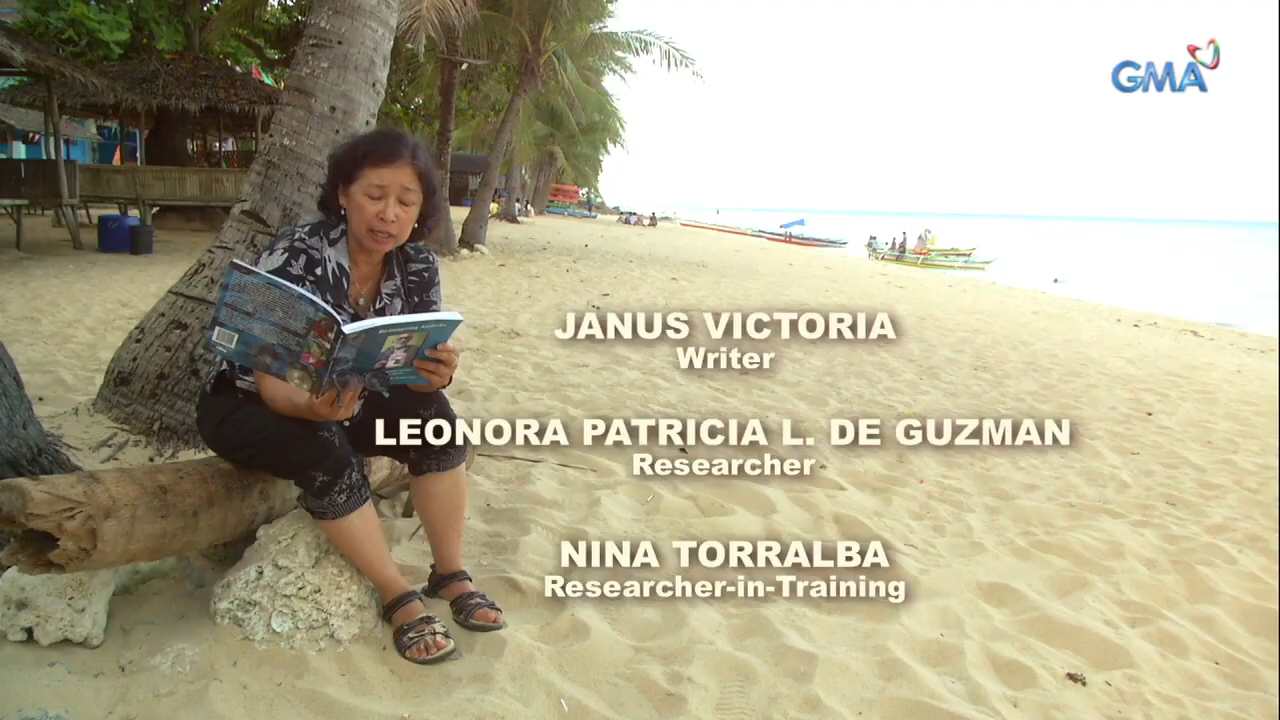 GMA
JANUS VICTORIA
Writer
LEONORA PATRICIA L. DE GUZMAN
Researcher
NINA TORRALBA
Researcher-in-Training